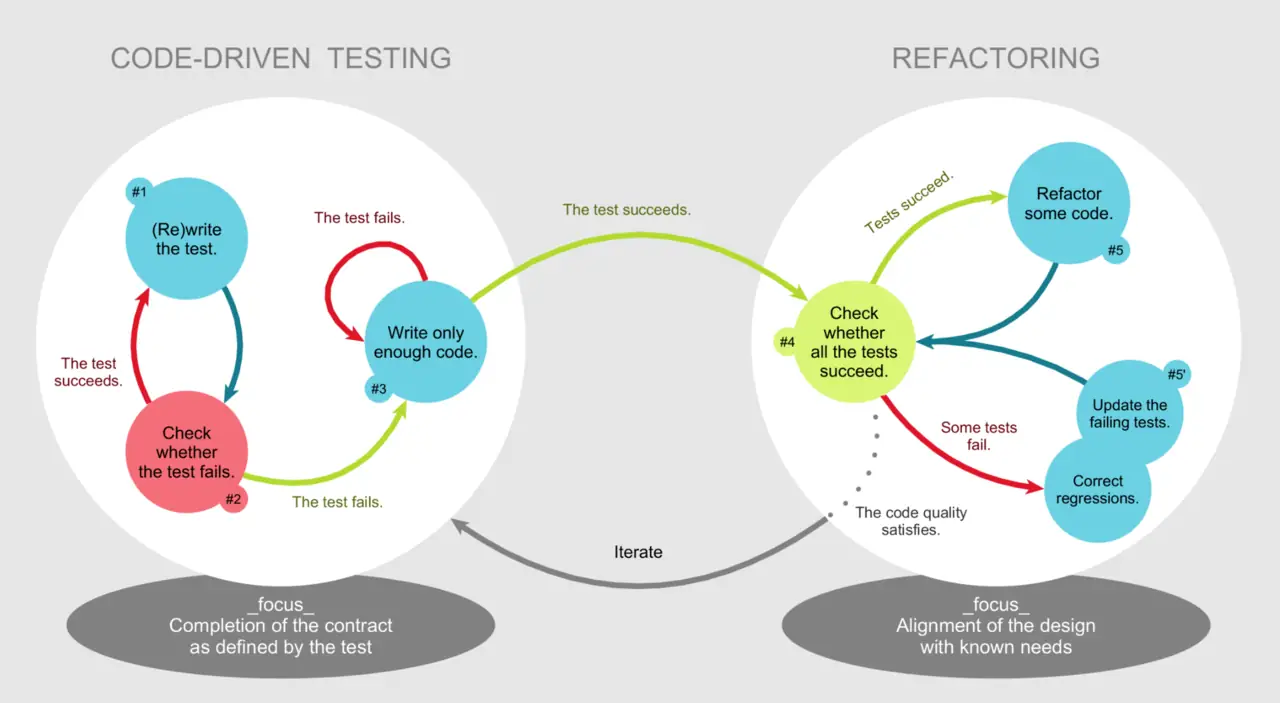 CODE-DRIVEN TESTING
REFACTORING
#1
(Re)write
the test.
The test
succeeds.
Check
whether
the test fails.
#2
The test fails.
The test fails.
Write only
enough code.
#3
The test succeeds.
Tests succeed.
Refactor
some code.
#5
Check
whether
all the tests
succeed.
#4
#5'
Update the
failing tests.
Some tests
fail.
Correct
regressions.
The code quality
satisfies.
Iterate
_focus_
Completion of the contract
as defined by the test
_focus_
Alignment of the design
with known needs